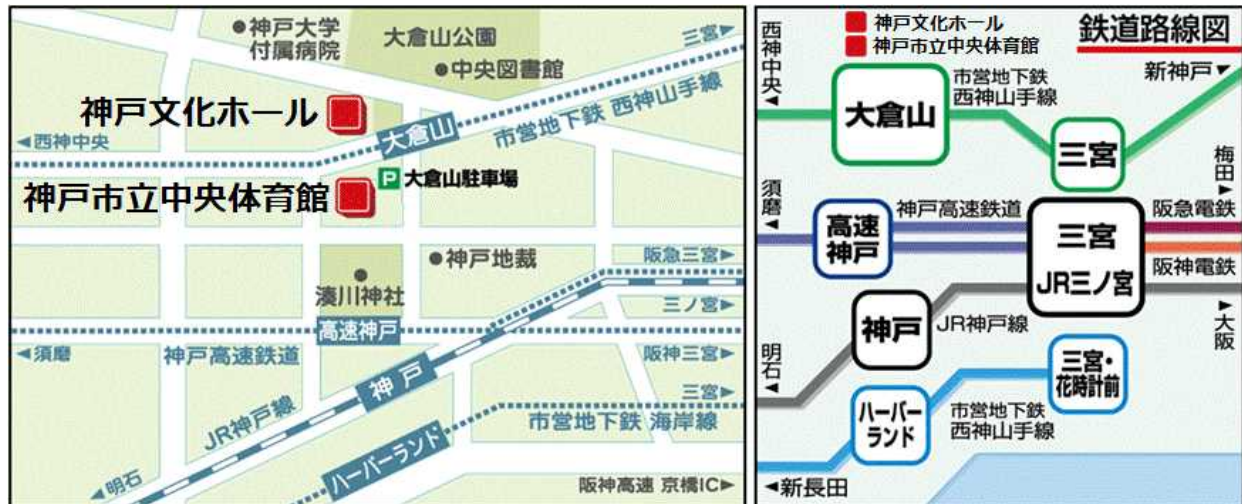 神戸大学
付属病院
大倉山公園
中央図書館
三宮▶
神戸文化ホール
大倉山
市営地下鉄 西神山手線
◀西神中央
神戸市立中央体育館
P 大倉山駐車場
神戸地裁
湊川神社
阪急三宮▶
三ノ宮▶
高速神戸
◀須磨
神戸高速鉄道
阪神三宮▶
神戸
三宮▶
JR神戸線
市営地下鉄 海岸線
ハーバーランド
◀明石
阪神高速 京橋IC▶
神戸文化ホール
神戸市立中央体育館
鉄道路線図
西神中央
▼
大倉山
市営地下鉄
西神山手線
新神戸▶
三宮
梅田▶
須磨
▼
高速
神戸
神戸高速鉄道
三宮
JR三ノ宮
阪急電鉄
阪神電鉄
神戸
JR神戸線
▶大阪
明石
▼
ハーバー
ランド
三宮・
花時計前
市営地下鉄
西神山手線
◀新長田